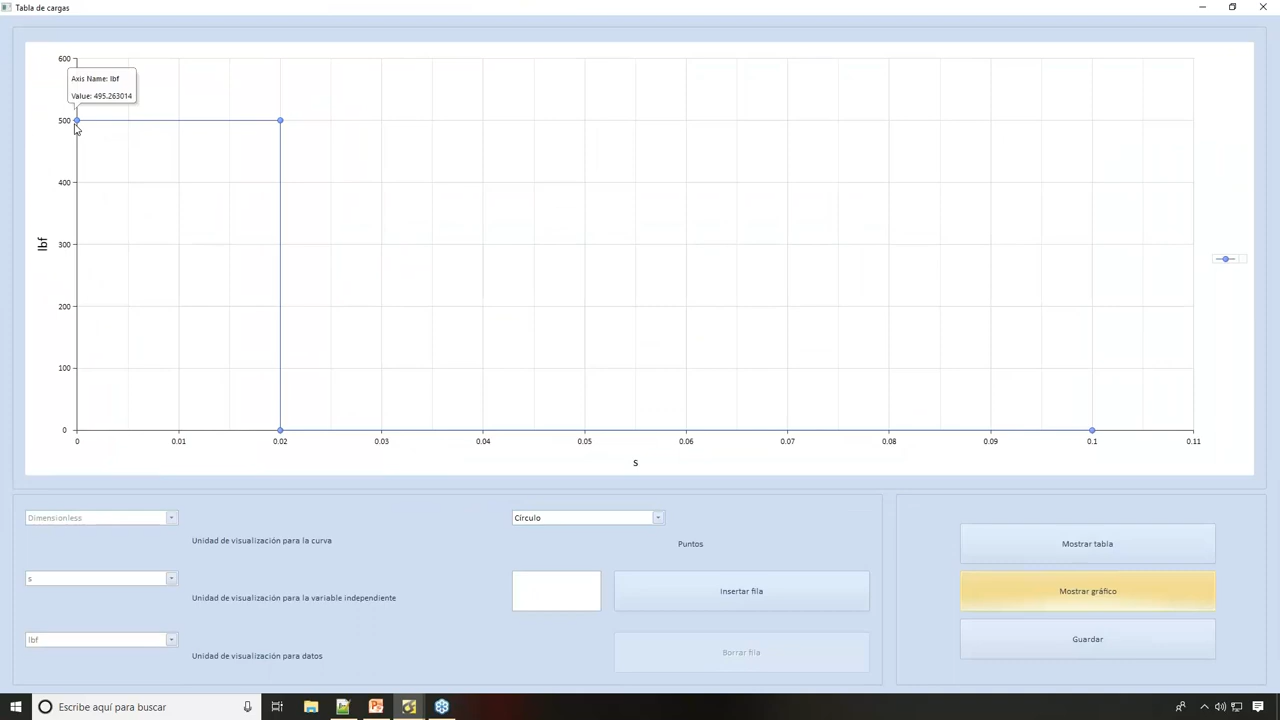 Tabla de cargas
600
Axis Name: lbf
Value: 495.263014
500
400
lbf
300
200
100
0
0 0.01 0.02 0.03 0.04 0.05 0.06 0.07 0.08 0.09 0.1 0.11
s
Dimensionless
Unidad de visualización para la curva
s
Unidad de visualización para la variable independiente
lbf
Unidad de visualización para datos
Círculo
Puntos
Insertar fila
Borrar fila
Mostrar tabla
Mostrar gráfico
Guardar
Escribe aquí para buscar